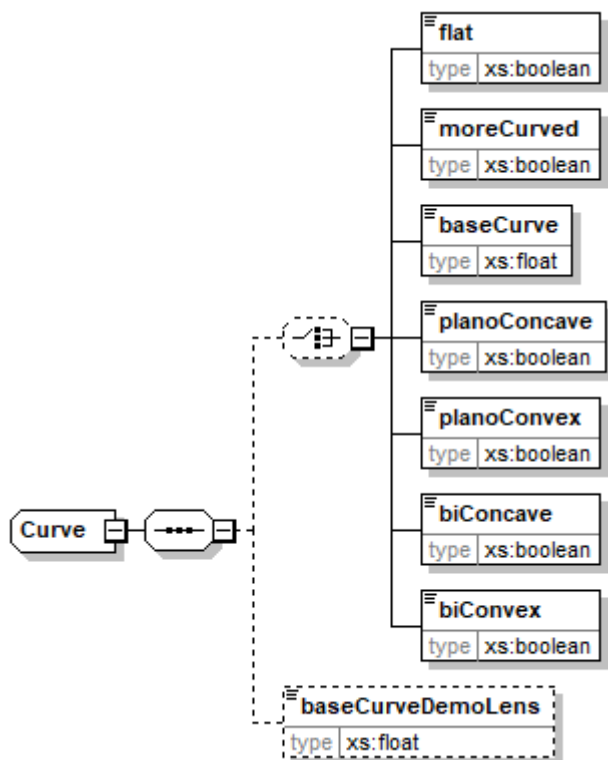 flat
type xs:boolean
moreCurved
type xs:boolean
baseCurve
type xs:float
planoConcave
type xs:boolean
planoConvex
type xs:boolean
Curve
biConcave
type xs:boolean
biConvex
type xs:boolean
baseCurveDemoLens
type xs:float